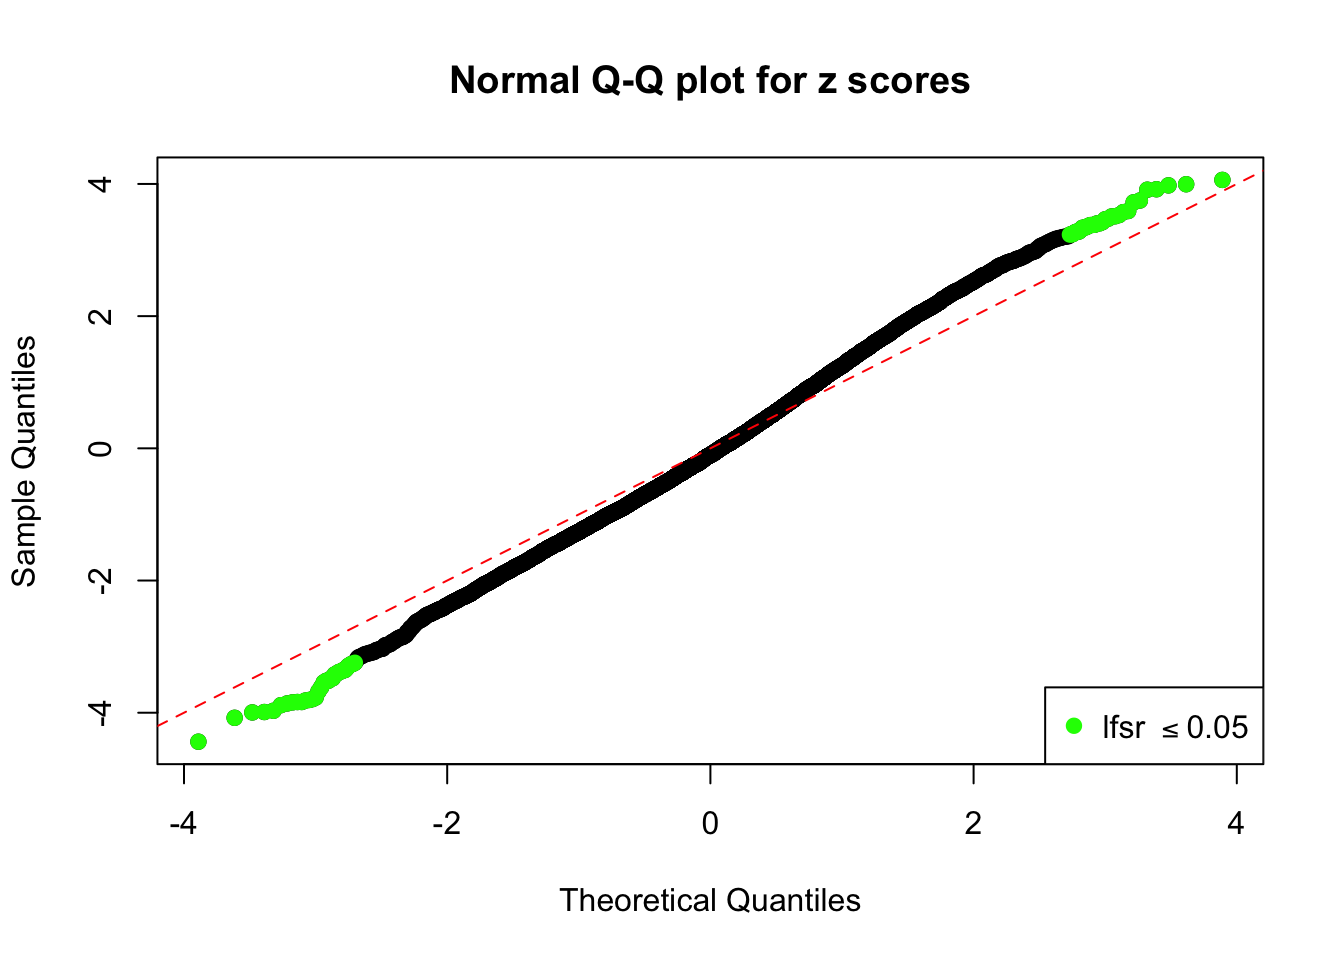 Normal Q-Q plot for z scores
Sample Quantiles
4
2
0
-2
-4
lfsr ≤ 0.05
-4 -2 0 2 4
Theoretical Quantiles